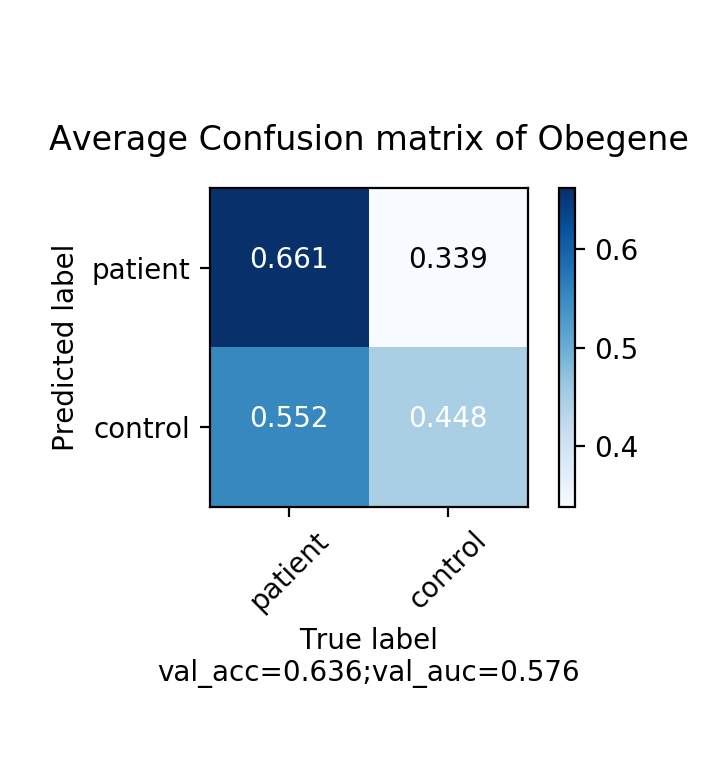 Average Confusion matrix of Obegene
Predicted label
patient
0.661
0.339
control
0.552
0.448
0.6
0.5
0.4
patient
control
True label
val_acc=0.636;val_auc=0.576